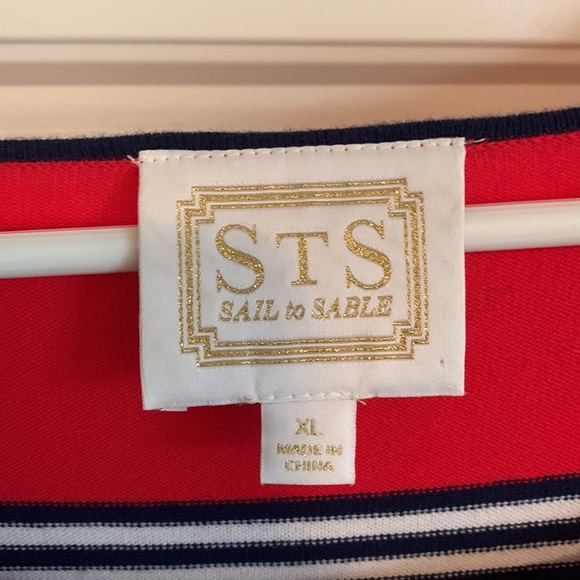 STS
SAIL to SABLE
XL
MADE IN
CHINA